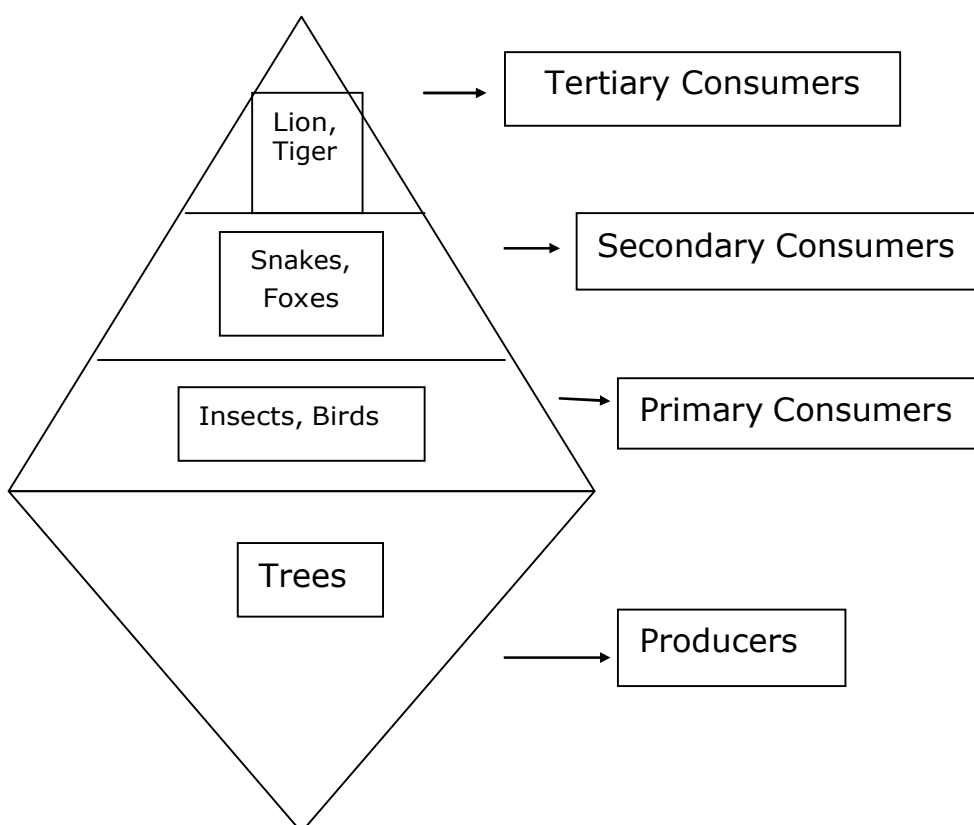 Tertiary Consumers
Lion,
Tiger
Secondary Consumers
Snakes,
Foxes
Primary Consumers
Insects, Birds
Trees
Producers